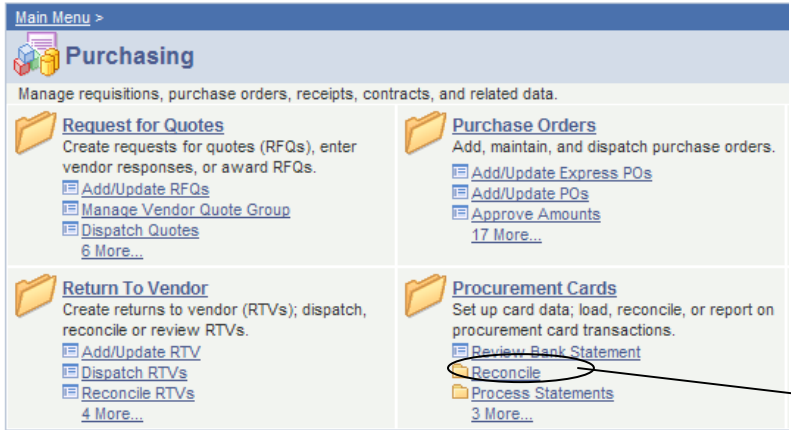 Main Menu >
Purchasing
Manage requisitions, purchase orders, receipts, contracts, and related data.
Request for Quotes
Create requests for quotes (RFQs), enter
vendor responses, or award RFQs.
Add/Update RFQs
Manage Vendor Quote Group
Dispatch Quotes
6 More...
Purchase Orders
Add, maintain, and dispatch purchase orders.
Add/Update Express POs
Add/Update POs
Approve Amounts
17 More...
Return To Vendor
Create returns to vendor (RTVs); dispatch,
reconcile or review RTVs.
Add/Update RTV
Dispatch RTVs
Reconcile RTVs
4 More...
Procurement Cards
Set up card data; load, reconcile, or report on
procurement card transactions.
Review Bank Statement
Reconcile
Process Statements
3 More...